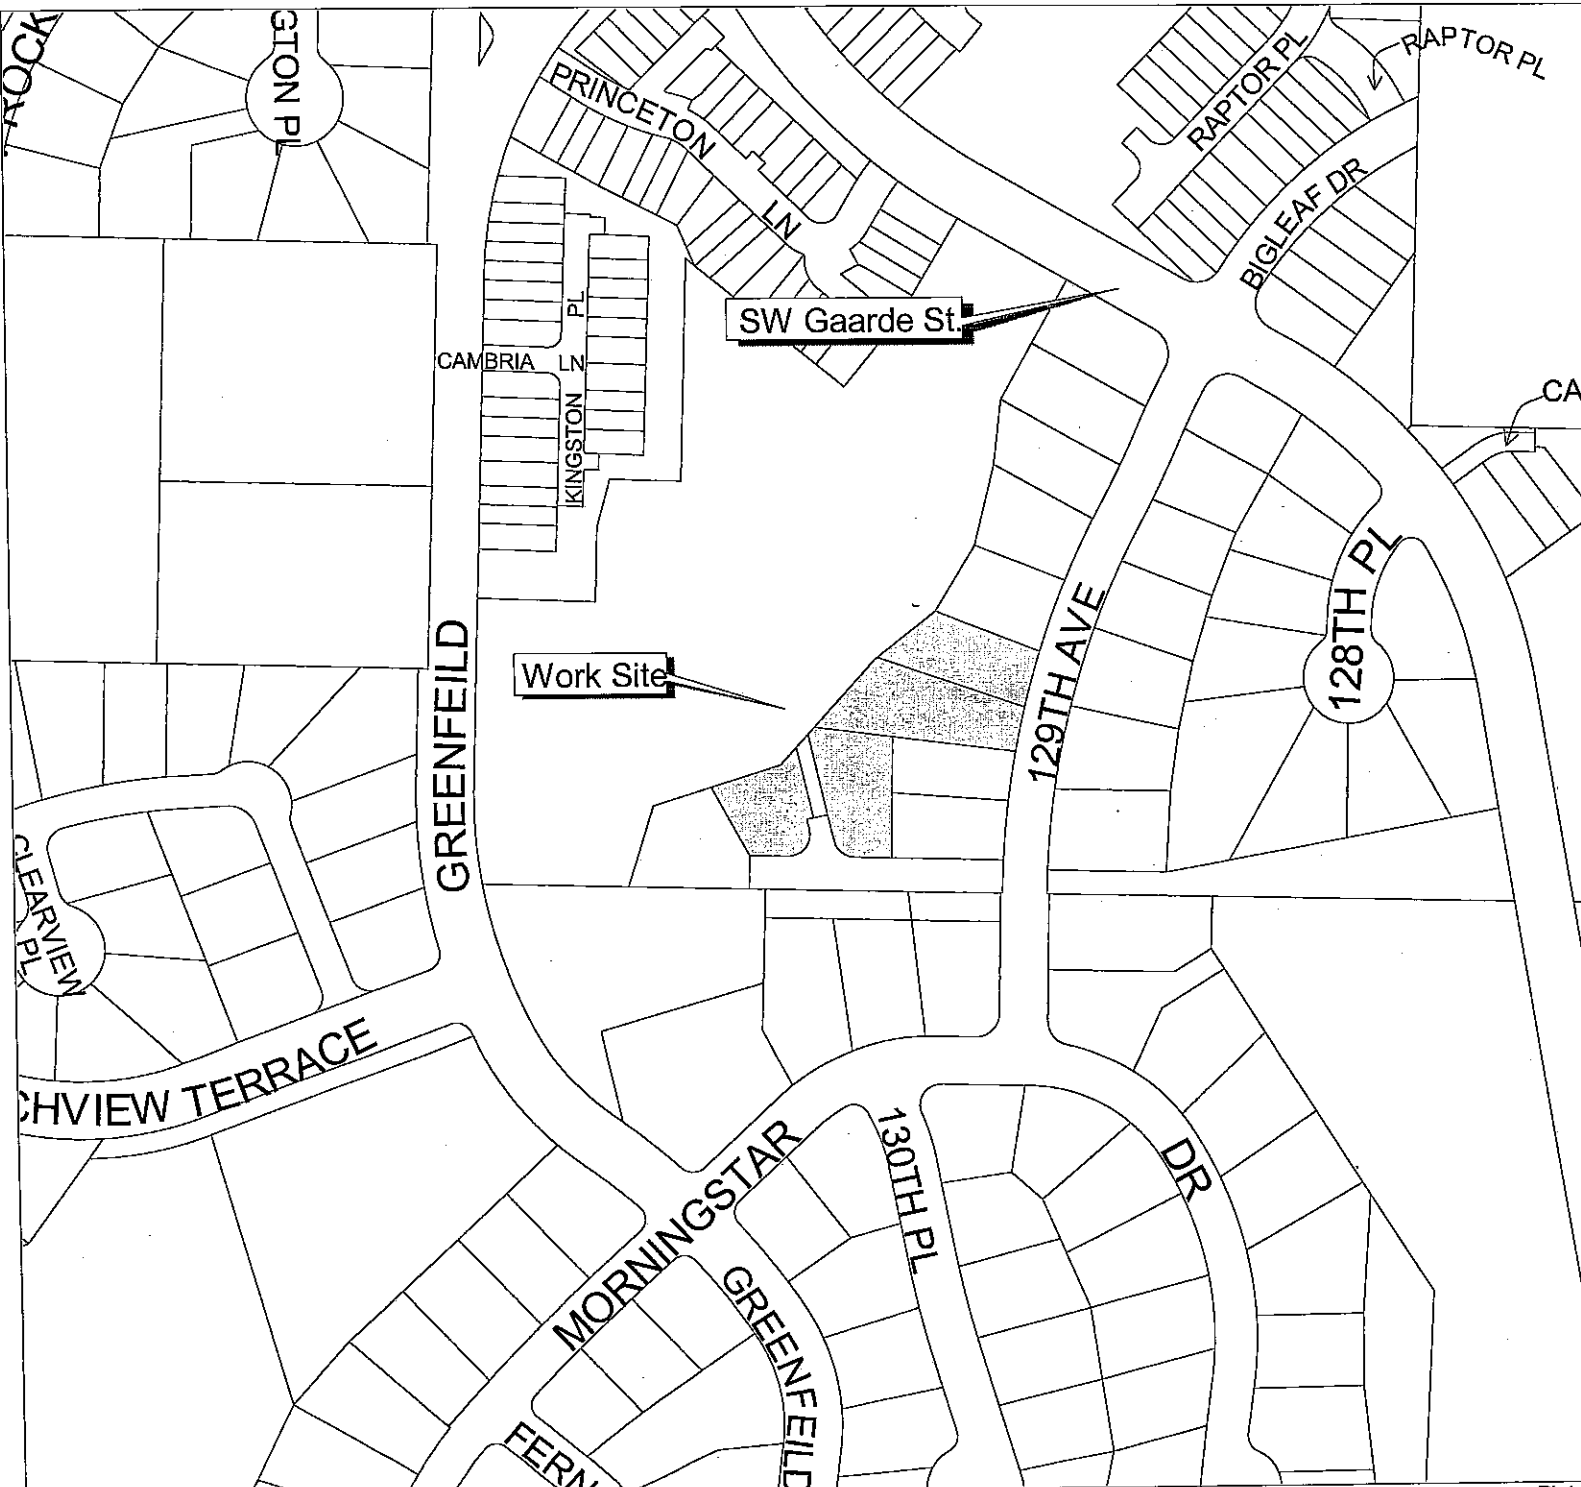 ROCK
GTON PL
PRINCETON
LN
RAPTOR PL
RAPTOR PL
BIGLEAF DR
SW Gaarde St.
PL
CAMBRIA LN
KINGSTON
CA
128TH PL
129TH AVE
Work Site
GREENFEILD
CLEARVIEW
PL
CHVIEW TERRACE
MORNINGSTAR
130TH PL
DR
GREENFEILD
FERN